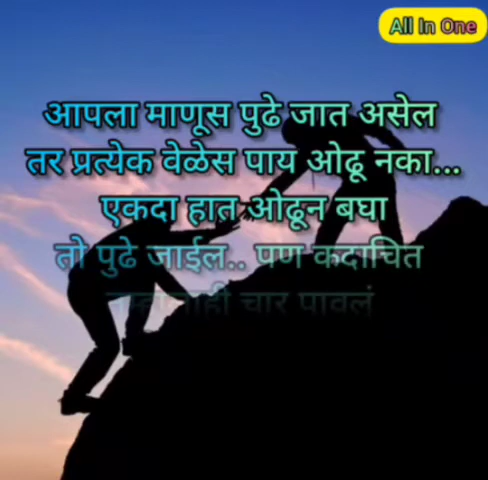 All In One
आपला माणूस पुढे जात असेल
तर प्रत्येक वेळेस पाय ओढू नका...
एकदा हात ओढून बघा
तो पुढे जाईल.. पण कदाचित
चार पावलं